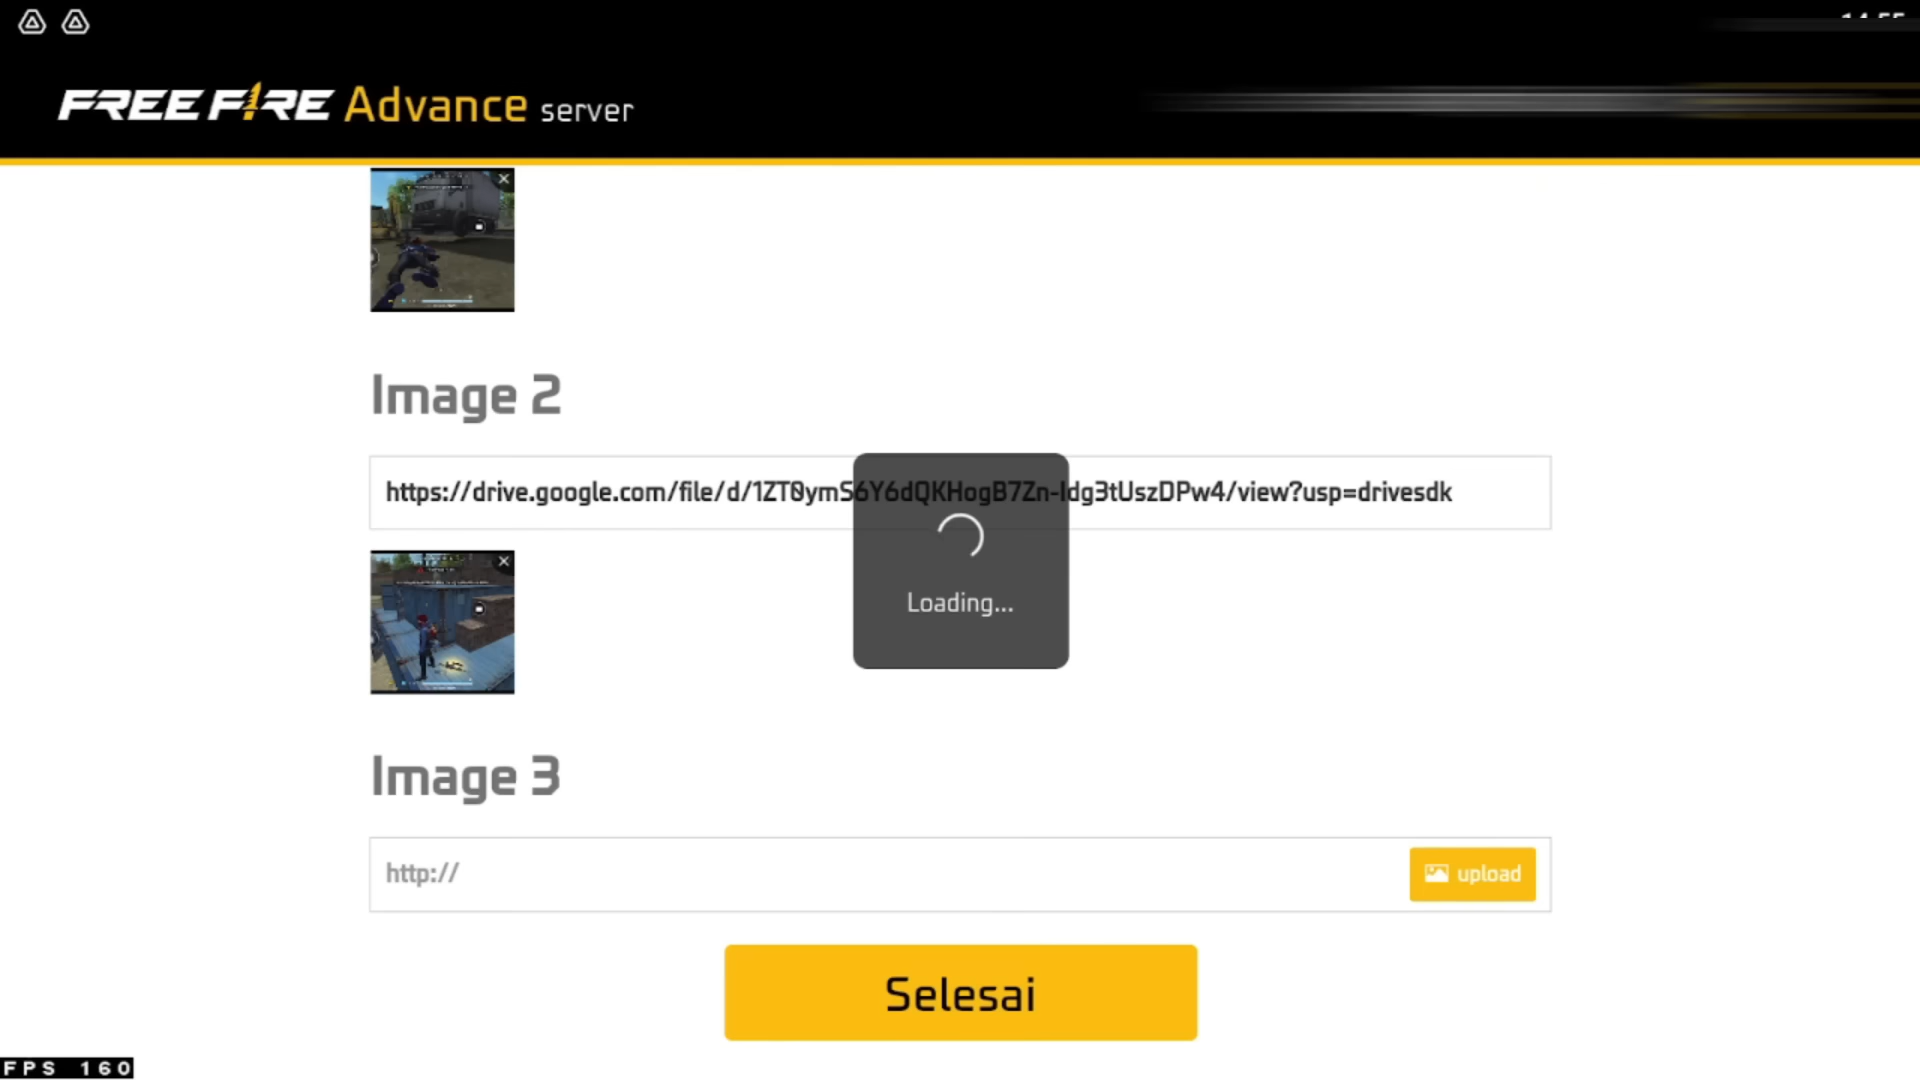 FREE FIRE Advance server
Image 2
https://drive.google.com/file/d/1ZT0ymS6Y6dQKHogB7Zn-Idg3tUszDPw4/view?usp=drivesdk
Loading...
Image 3
http://
upload
Selesai
FPS 160